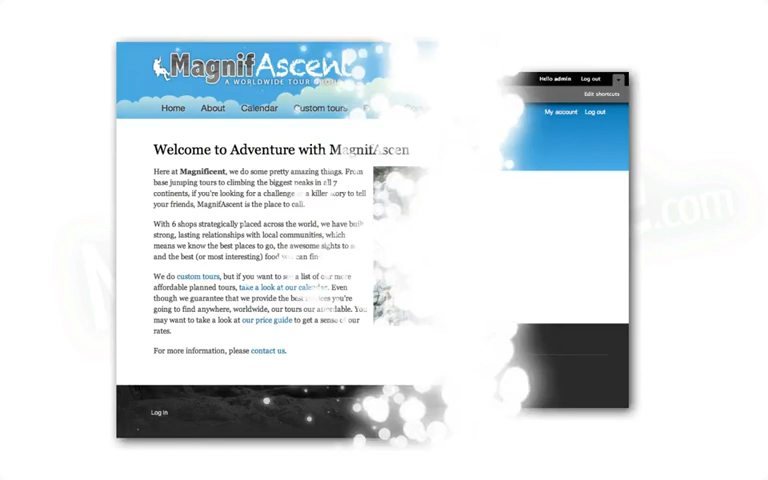 MagnifAscent
A WORLDWIDE TOUR
Hello admin Log out
Edit shortcuts
Home About Calendar Custom tours
My account Log out
Welcome to Adventure with MagnifAscen
Here at Magnificent, we do some pretty amazing things. From
base jumping tours to climbing the biggest peaks in all 7
continents, if you're looking for a challenge or a killer story to tell
your friends, MagnifAscent is the place to call.
With 6 shops strategically placed across the world, we have built
strong, lasting relationships with local communities, which
means we know the best places to go, the awesome sights to s
and the best (or most interesting) food you can fin
We do custom tours, but if you want to see a list of our more
affordable planned tours, take a look at our calendar. Even
though we guarantee that we provide the best services you're
going to find anywhere, worldwide, our tours our affordable. You
may want to take a look at our price guide to get a sense of our
rates.
For more information, please contact us.
Log in
.com